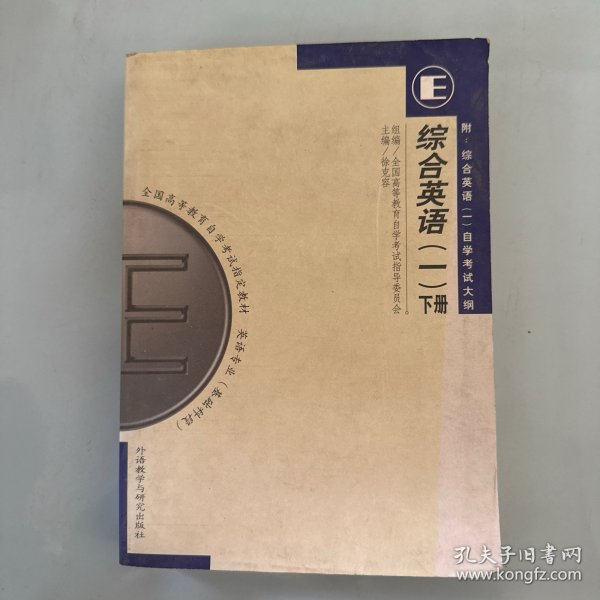 E
附：综合英语（一）自学考试大纲
综合英语（一）下册
组编／全国高等教育自学考试指导委员会
主编／徐克容
全国高等教育自学考试指定教材 英语专业（基础科段）
外语教学与研究出版社
孔夫子旧书网
www.kongfz.com